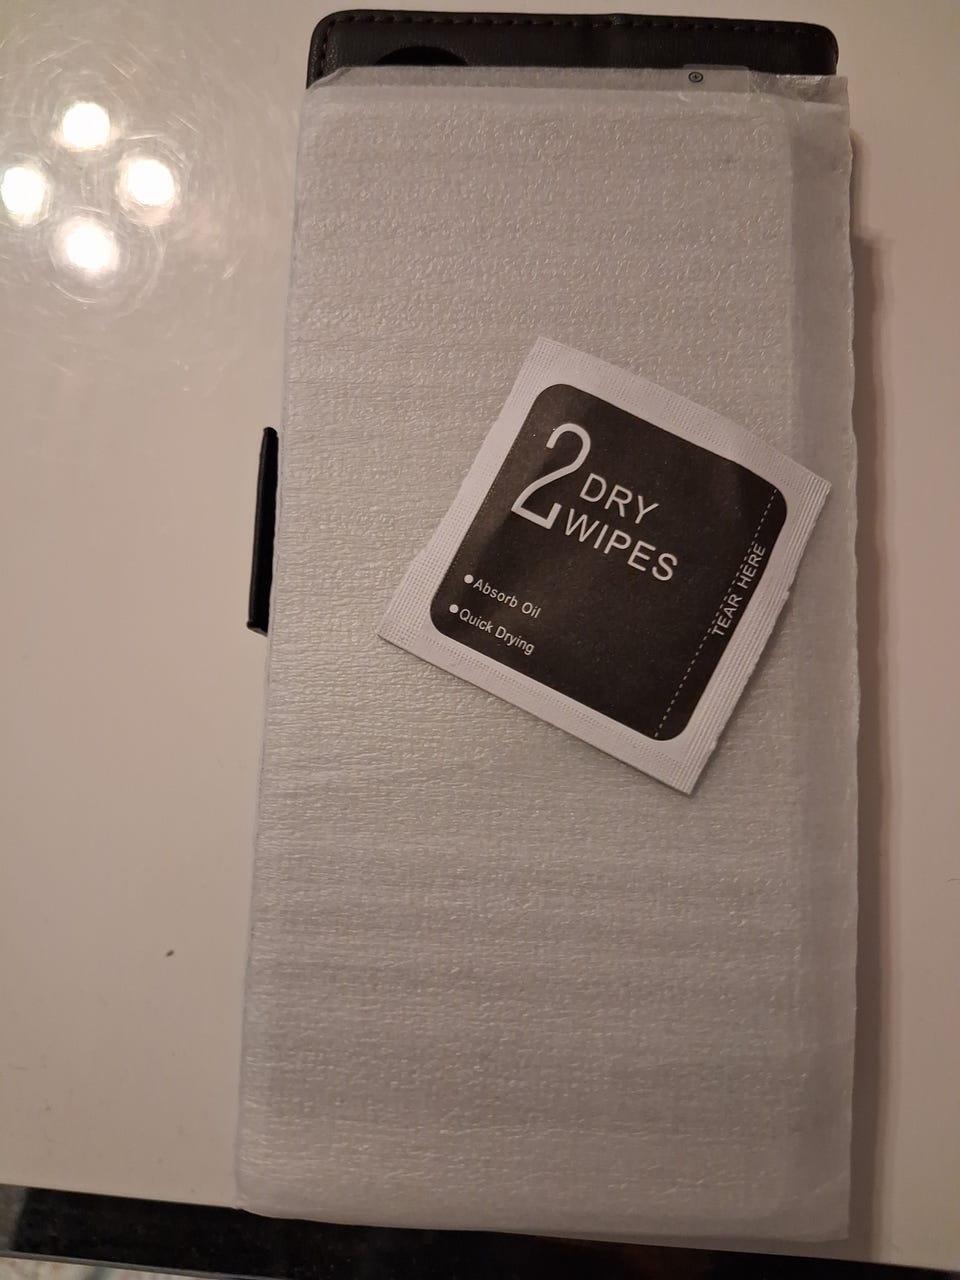 2 DRY
WIPES
● Absorb Oil
● Quick Drying
TEAR HERE